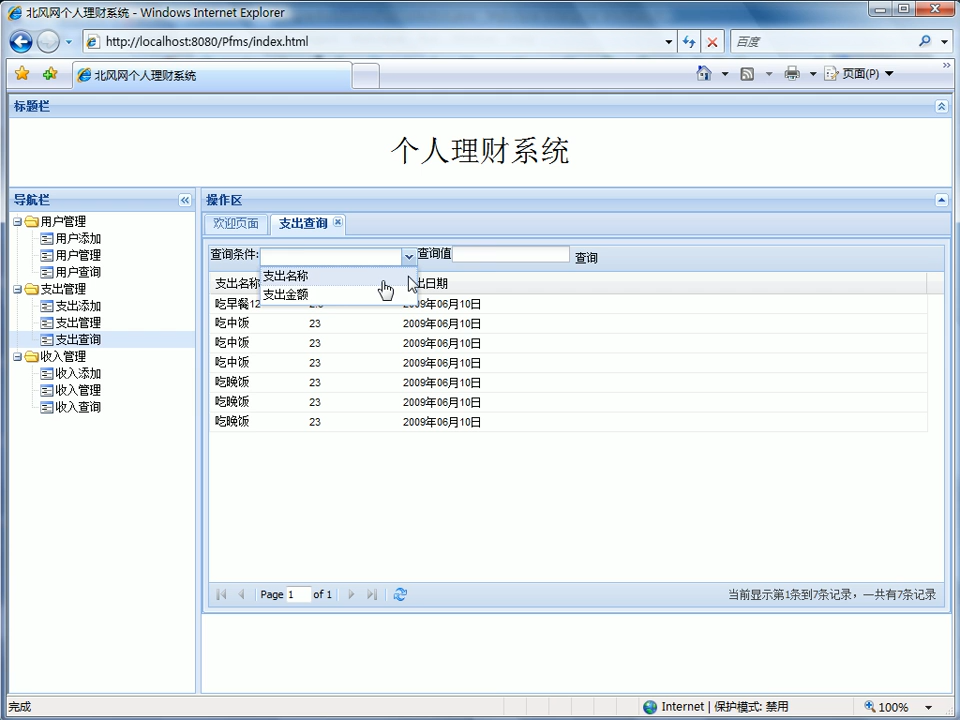 北风网个人理财系统 - Windows Internet Explorer
http://localhost:8080/Pfms/index.html
百度
北风网个人理财系统
页面(P)
标题栏
个人理财系统
导航栏
用户管理
用户添加
用户管理
用户查询
支出管理
支出添加
支出管理
支出查询
收入管理
收入添加
收入管理
收入查询
操作区
欢迎页面 支出查询
查询条件: 查询值 查询
支出名称
支出金额
支出名称 出日期
吃早餐12 2009年06月10日
吃中饭 23 2009年06月10日
吃中饭 23 2009年06月10日
吃中饭 23 2009年06月10日
吃晚饭 23 2009年06月10日
吃晚饭 23 2009年06月10日
吃晚饭 23 2009年06月10日
Page 1 of 1
当前显示第1条到7条记录，一共有7条记录
完成
Internet | 保护模式: 禁用
100%